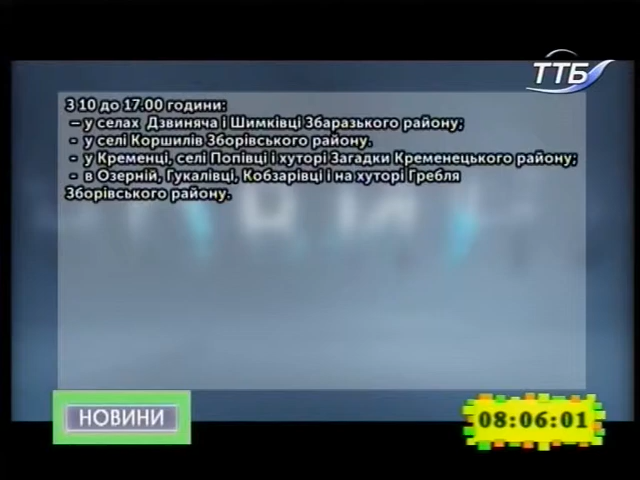 ТТБ
З 10 до 17.00 години:
– у селах Дзвиняча і Шимківці Збаразького району;
- у селі Коршилів Зборівського району.
- у Кременці, селі Попівці і хуторі Загадки Кременецького району;
- в Озерній, Гукалівці, Кобзарівці і на хуторі Гребля
Зборівського району.
НОВИНИ
08:06:01